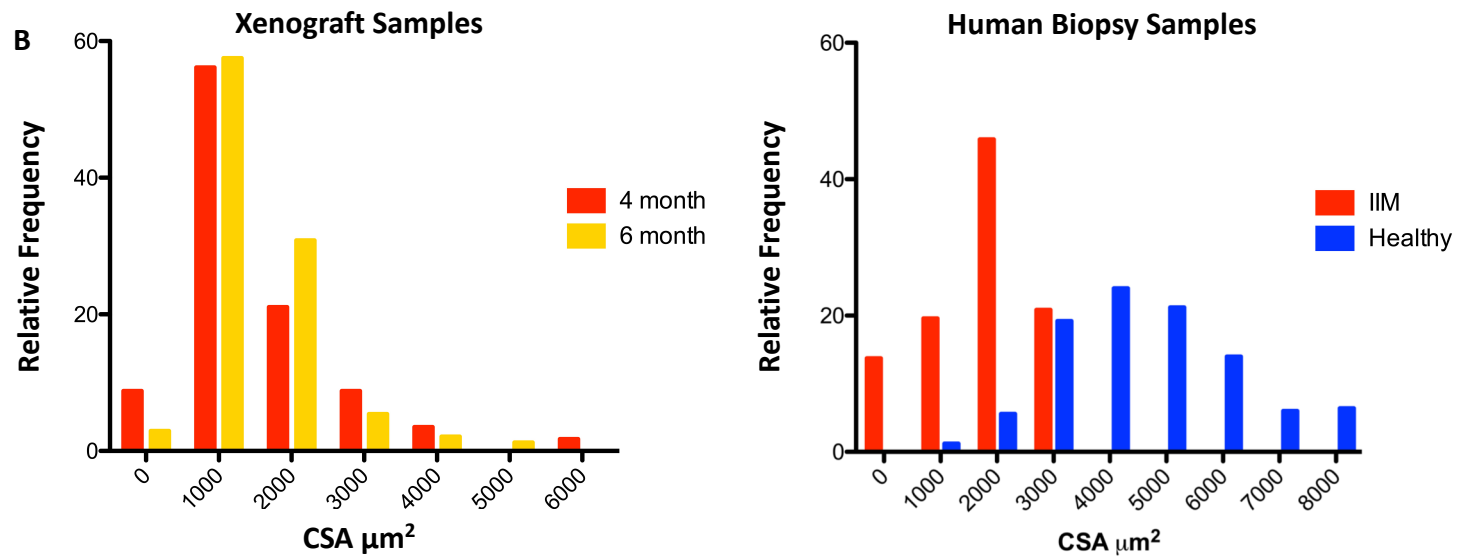 B
Xenograft Samples
Relative Frequency
60
40
20
0
0
1000
2000
3000
4000
5000
6000
CSA µm²
4 month
6 month
Human Biopsy Samples
Relative Frequency
60
40
20
0
0
1000
2000
3000
4000
5000
6000
7000
8000
CSA µm²
IIM
Healthy